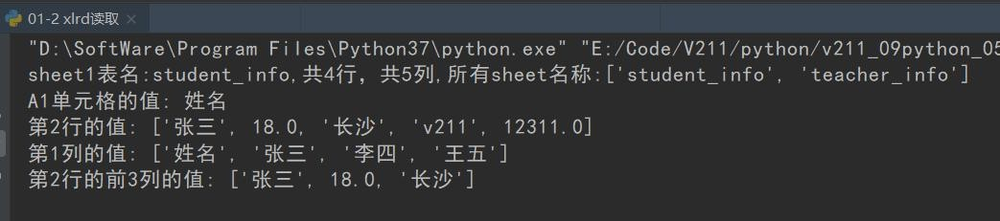 01-2 xlrd读取
"D:\SoftWare\Program Files\Python37\python.exe" "E:/Code/V211/python/v211_09python_05
sheet1表名:student_info,共4行，共5列,所有sheet名称:['student_info', 'teacher_info']
A1单元格的值: 姓名
第2行的值: ['张三', 18.0, '长沙', 'v211', 12311.0]
第1列的值: ['姓名', '张三', '李四', '王五']
第2行的前3列的值: ['张三', 18.0, '长沙']